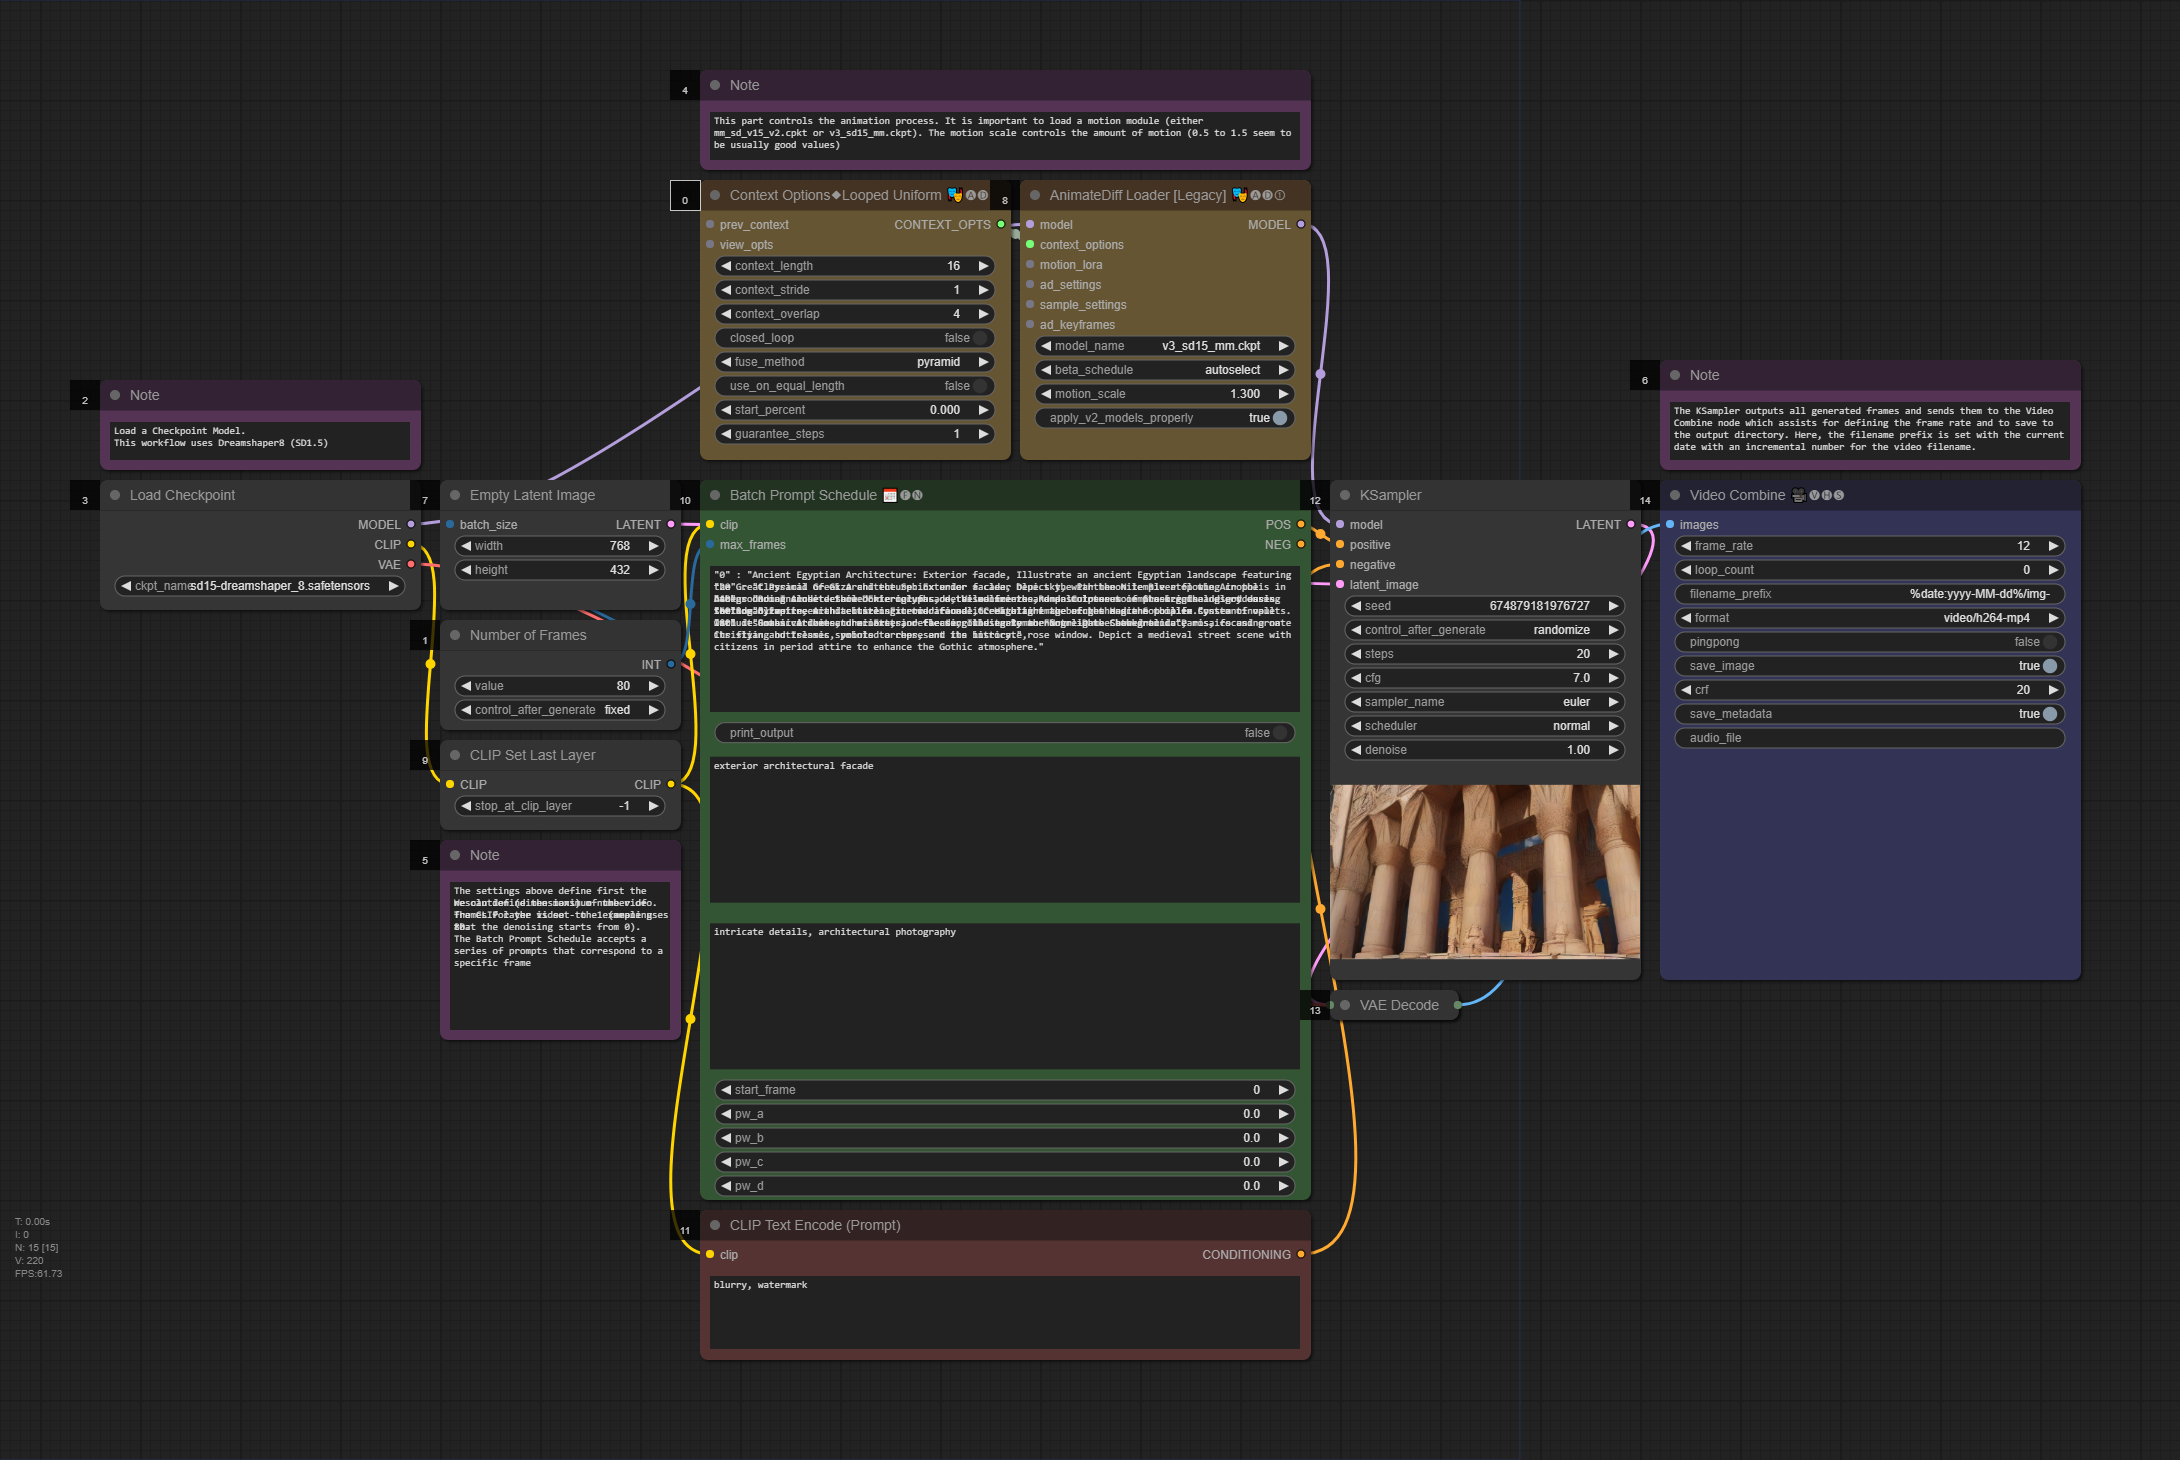 4
Note
This part controls the animation process. It is important to load a motion module (either
mm_sd_v15_v2.cpkt or v3_sd15_mm.ckpt). The motion scale controls the amount of motion (0.5 to 1.5 seem to
be usually good values)
0
Context Options◆Looped Uniform 🎭ⒶⒹ
prev_context CONTEXT_OPTS
view_opts
context_length 16
context_stride 1
context_overlap 4
closed_loop false
fuse_method pyramid
use_on_equal_length false
start_percent 0.000
guarantee_steps 1
8
AnimateDiff Loader [Legacy] 🎭ⒶⒹ①
model MODEL
context_options
motion_lora
ad_settings
sample_settings
ad_keyframes
model_name v3_sd15_mm.ckpt
beta_schedule autoselect
motion_scale 1.300
apply_v2_models_properly true
2
Note
Load a Checkpoint Model.
This workflow uses Dreamshaper8 (SD1.5)
3
Load Checkpoint
MODEL
CLIP
VAE
ckpt_name sd15-dreamshaper_8.safetensors
7
Empty Latent Image
batch_size LATENT
width 768
height 432
1
Number of Frames
INT
value 80
control_after_generate fixed
9
CLIP Set Last Layer
CLIP CLIP
stop_at_clip_layer -1
5
Note
The settings above define first the
that the denoising starts from 0).
The Batch Prompt Schedule accepts a
series of prompts that correspond to a
specific frame
10
Batch Prompt Schedule 📅ⒻⓃ
clip POS
max_frames NEG
"0" : "Ancient Egyptian Architecture: Exterior facade, Illustrate an ancient Egyptian landscape featuring
citizens in period attire to enhance the Gothic atmosphere."
print_output false
exterior architectural facade
intricate details, architectural photography
start_frame 0
pw_a 0.0
pw_b 0.0
pw_c 0.0
pw_d 0.0
11
CLIP Text Encode (Prompt)
clip CONDITIONING
blurry, watermark
12
KSampler
model LATENT
positive
negative
latent_image
seed 674879181976727
control_after_generate randomize
steps 20
cfg 7.0
sampler_name euler
scheduler normal
denoise 1.00
13
VAE Decode
6
Note
The KSampler outputs all generated frames and sends them to the Video
Combine node which assists for defining the frame rate and to save to
the output directory. Here, the filename prefix is set with the current
date with an incremental number for the video filename.
14
Video Combine 🎥ⓋⒽⓈ
images
frame_rate 12
loop_count 0
filename_prefix %date:yyyy-MM-dd%/img-
format video/h264-mp4
pingpong false
save_image true
crf 20
save_metadata true
audio_file
T: 0.00s
I: 0
N: 15 [15]
V: 220
FPS:61.73